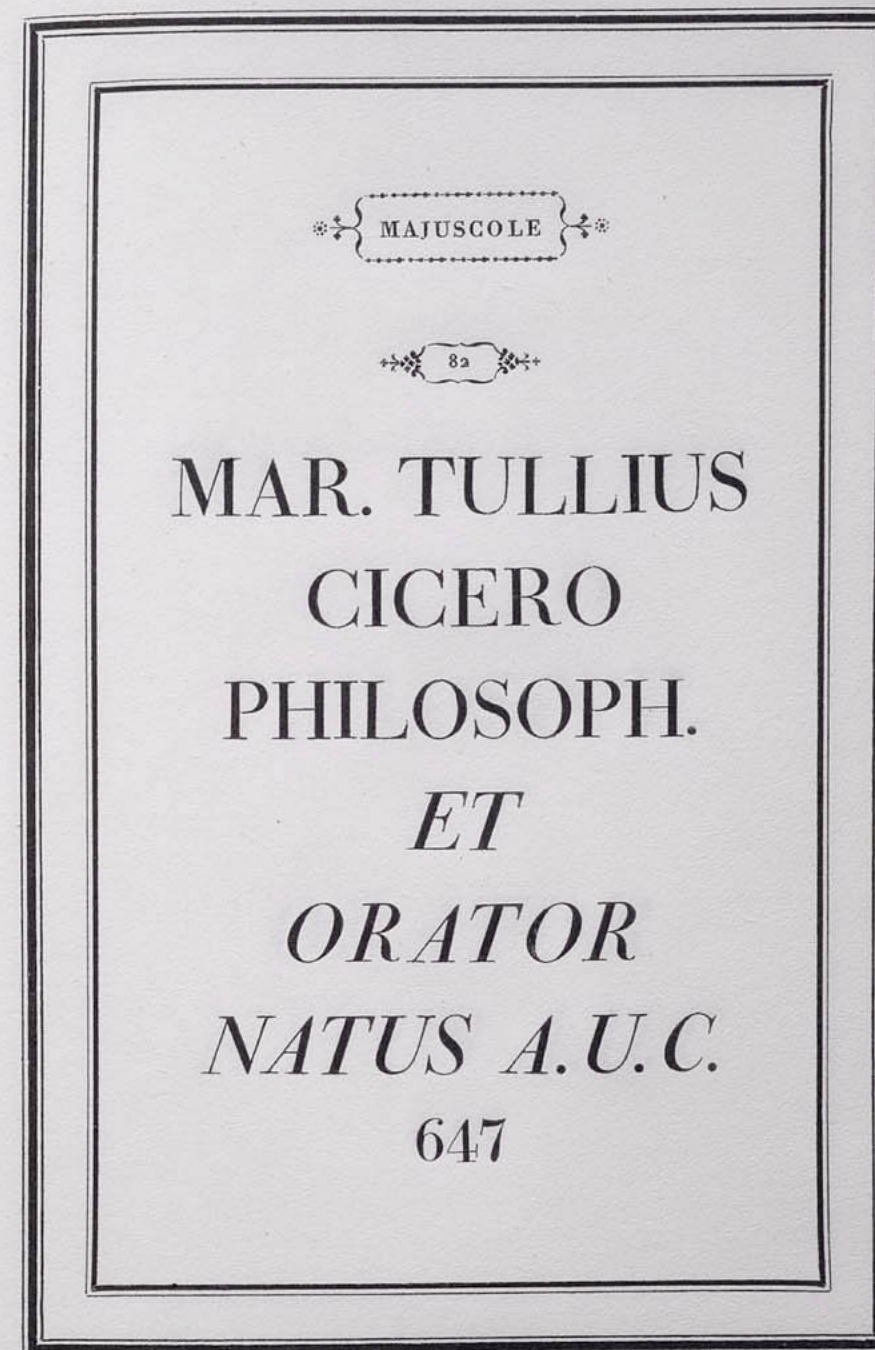 MAJUSCOLE
82
MAR. TULLIUS
CICERO
PHILOSOPH.
ET
ORATOR
NATUS A.U.C.
647